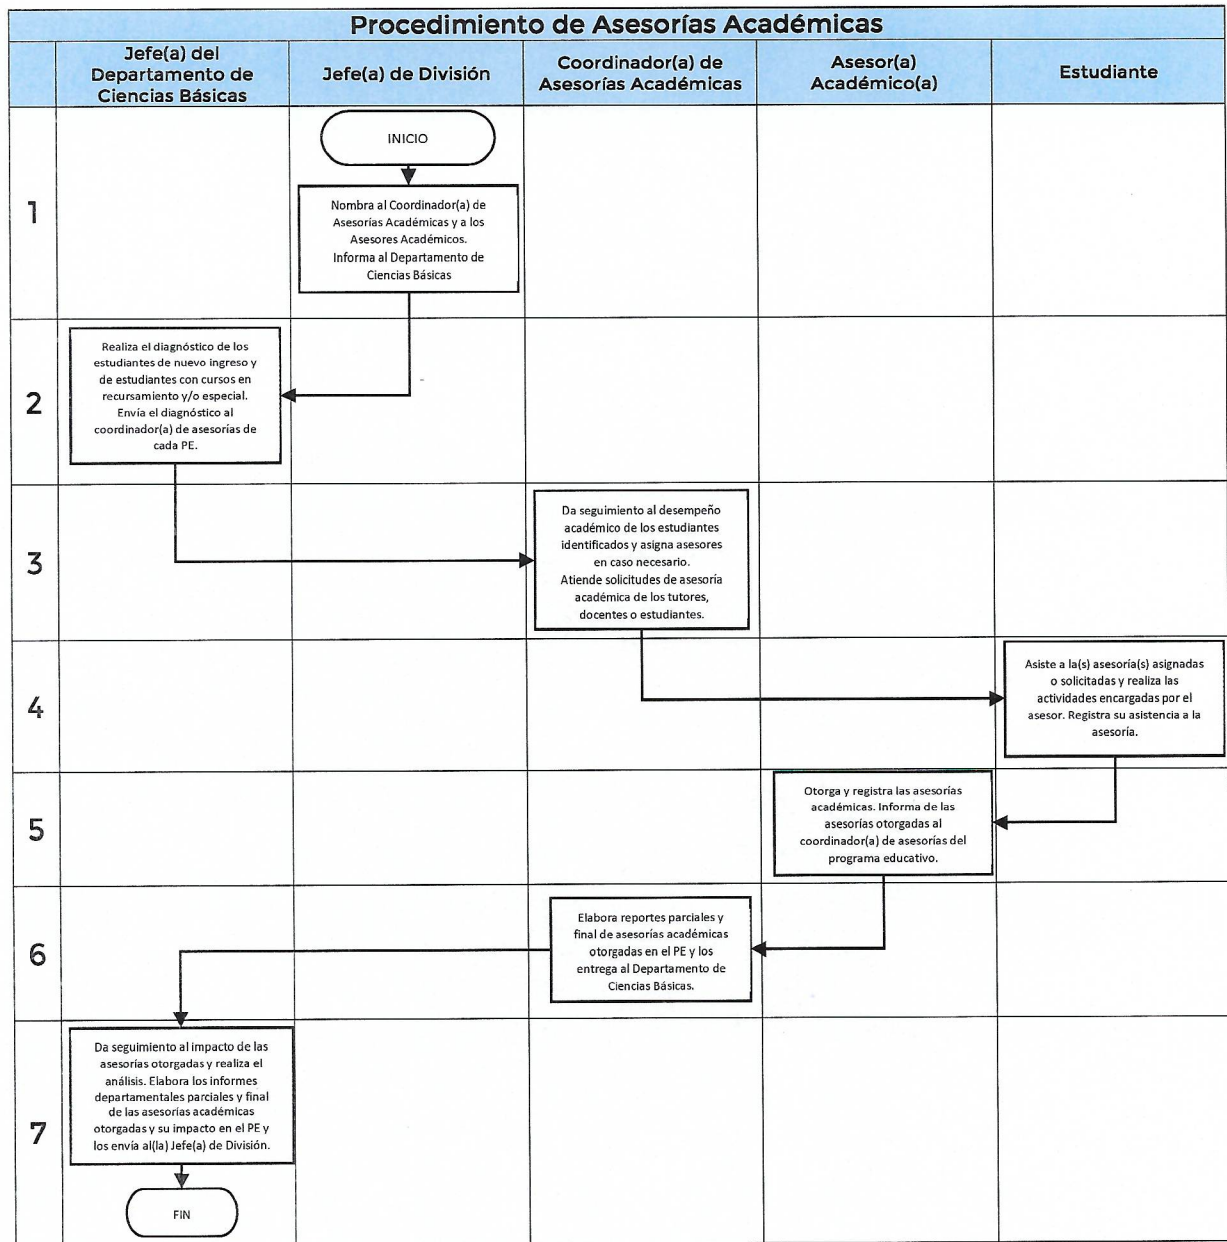 Procedimiento de Asesorías Académicas
Jefe(a) del
Departamento de
Ciencias Básicas
Jefe(a) de División
Coordinador(a) de
Asesorías Académicas
Asesor(a)
Académico(a)
Estudiante
1
INICIO
Nombra al Coordinador(a) de
Asesorías Académicas y a los
Asesores Académicos.
Informa al Departamento de
Ciencias Básicas
2
Realiza el diagnóstico de los
estudiantes de nuevo ingreso y
de estudiantes con cursos en
recursamiento y/o especial.
Envía el diagnóstico al
coordinador(a) de asesorías de
cada PE.
3
Da seguimiento al desempeño
académico de los estudiantes
identificados y asigna asesores
en caso necesario.
Atiende solicitudes de asesoría
académica de los tutores,
docentes o estudiantes.
4
Asiste a la(s) asesoría(s) asignadas
o solicitadas y realiza las
actividades encargadas por el
asesor. Registra su asistencia a la
asesoría.
5
Otorga y registra las asesorías
académicas. Informa de las
asesorías otorgadas al
coordinador(a) de asesorías del
programa educativo.
6
Elabora reportes parciales y
final de asesorías académicas
otorgadas en el PE y los
entrega al Departamento de
Ciencias Básicas.
7
Da seguimiento al impacto de las
asesorías otorgadas y realiza el
análisis. Elabora los informes
departamentales parciales y final
de las asesorías académicas
otorgadas y su impacto en el PE y
los envía al(la) Jefe(a) de División.
FIN